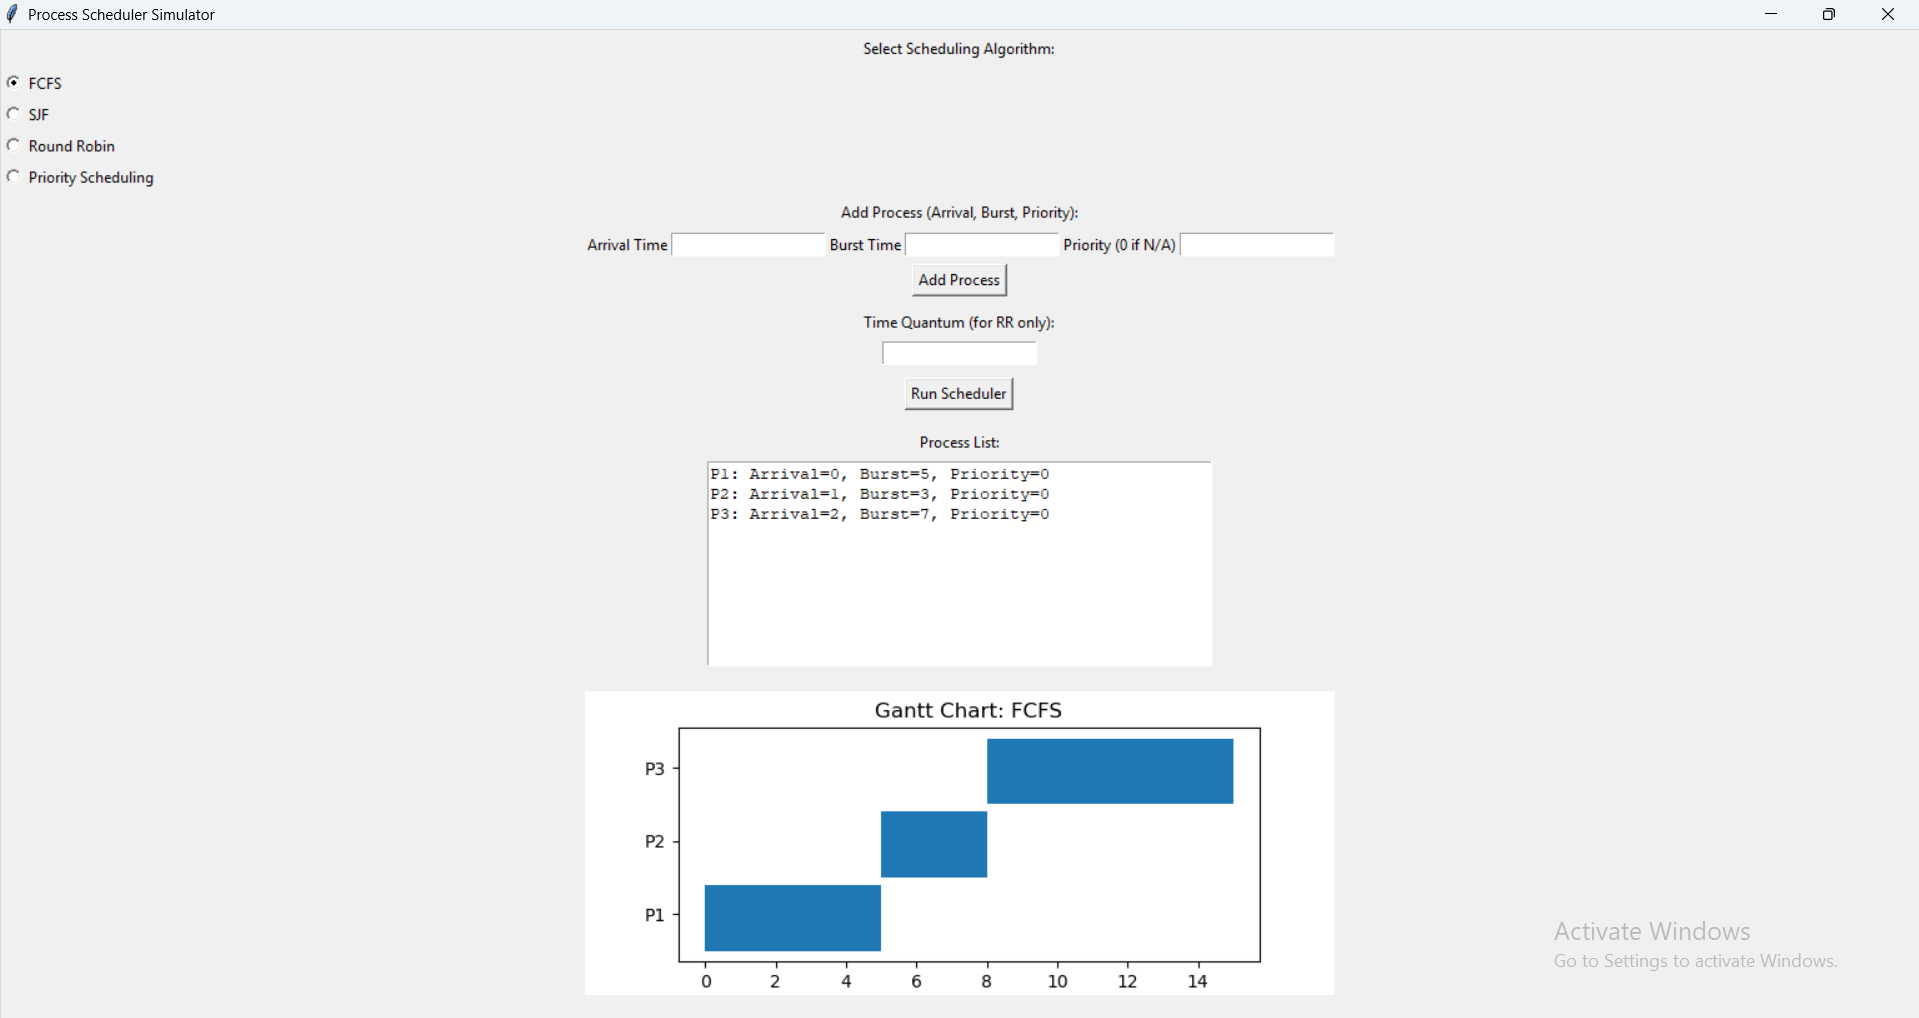 Process Scheduler Simulator
Select Scheduling Algorithm:
FCFS
SJF
Round Robin
Priority Scheduling
Add Process (Arrival, Burst, Priority):
Arrival Time Burst Time Priority (0 if N/A)
Add Process
Time Quantum (for RR only):
Run Scheduler
Process List:
P1: Arrival=0, Burst=5, Priority=0
P2: Arrival=1, Burst=3, Priority=0
P3: Arrival=2, Burst=7, Priority=0
Gantt Chart: FCFS
P3
P2
P1
0 2 4 6 8 10 12 14
Activate Windows
Go to Settings to activate Windows.